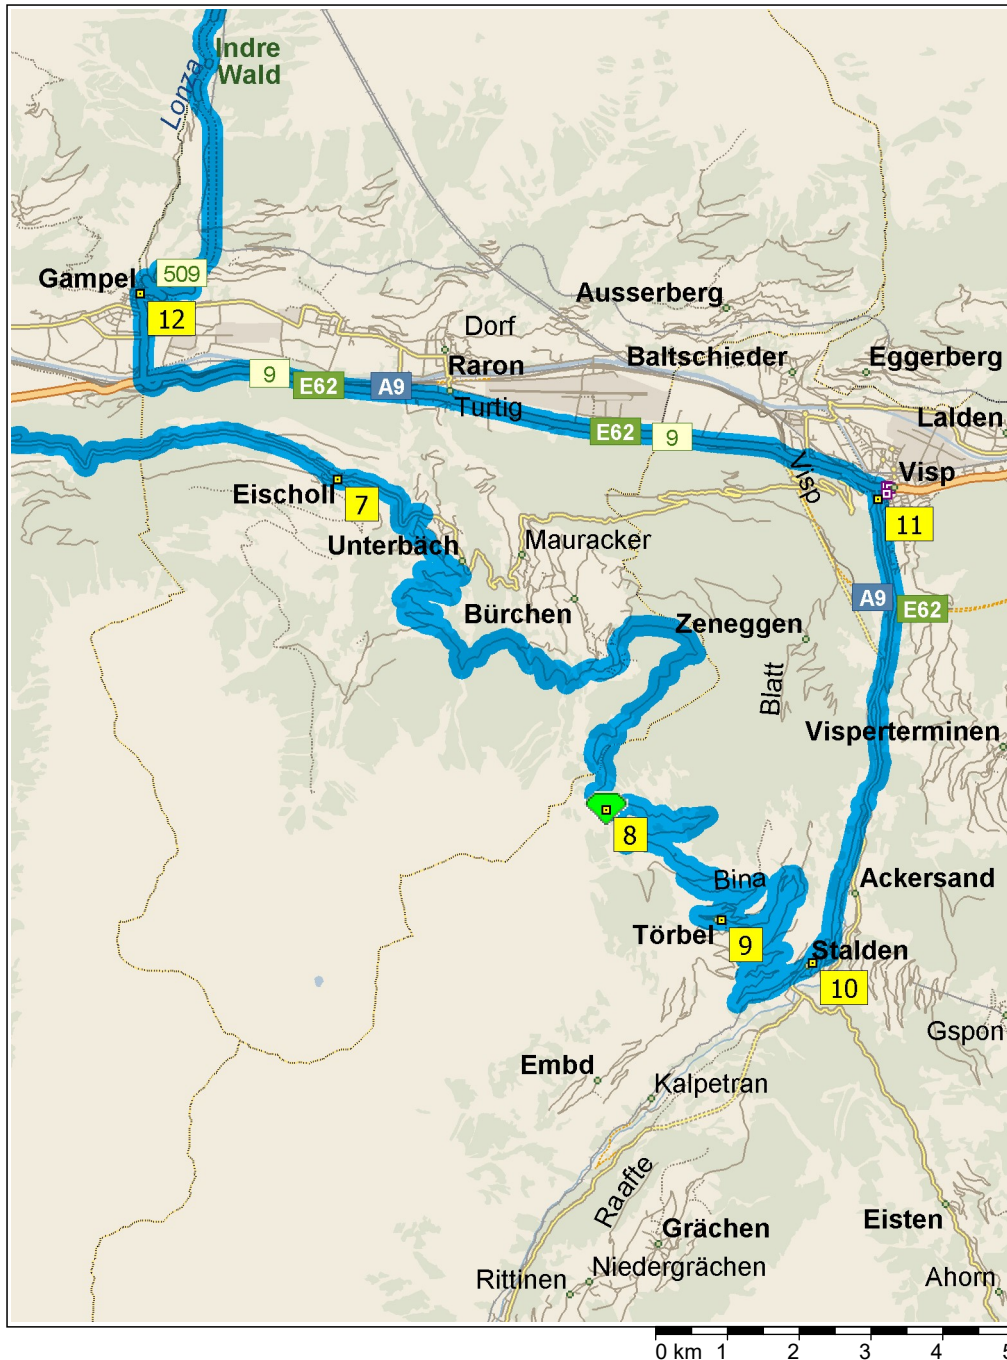 Indre
Wald
Lonza
509
Gampel
12
Ausserberg
Dorf
Raron
Baltschieder
Eggerberg
9
E62
A9
Turtig
Lalden
E62
9
Visp
Visp
Eischoll
7
11
Unterbäch
Mauracker
A9
E62
Bürchen
Zeneggen
Blatt
Visperterminen
8
Bina
Ackersand
Törbel
9
Stalden
10
Gspon
Embd
Kalpetran
Raafte
Eisten
Grächen
Niedergrächen
Rittinen
Ahorn
0 km 1 2 3 4